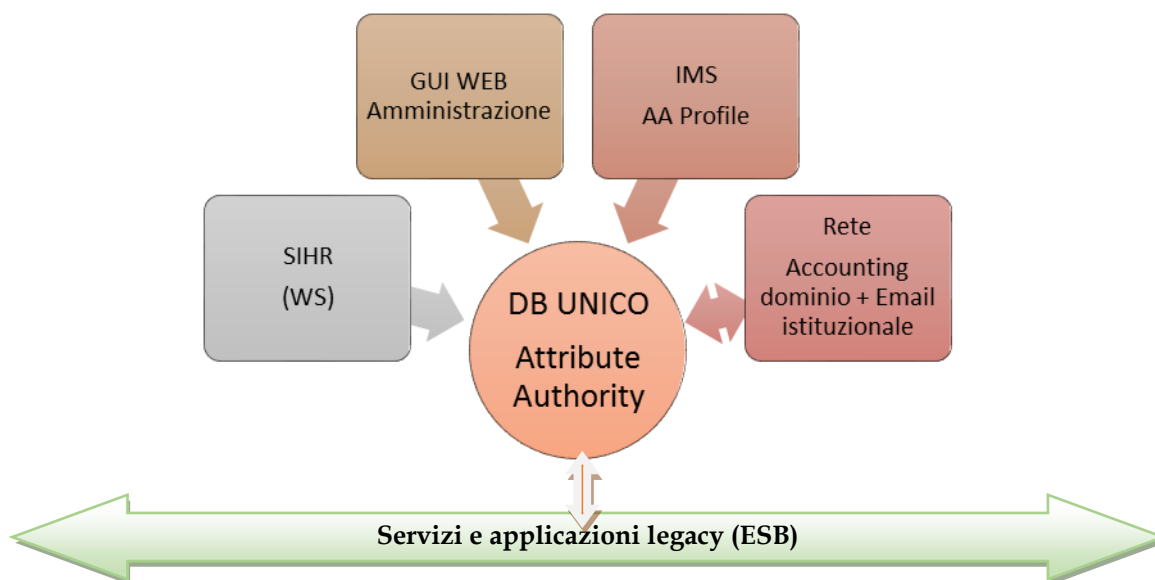 GUI WEB
Amministrazione
IMS
AA Profile
SIHR
(WS)
Rete
Accounting
dominio + Email
istituzionale
DB UNICO
Attribute
Authority
Servizi e applicazioni legacy (ESB)